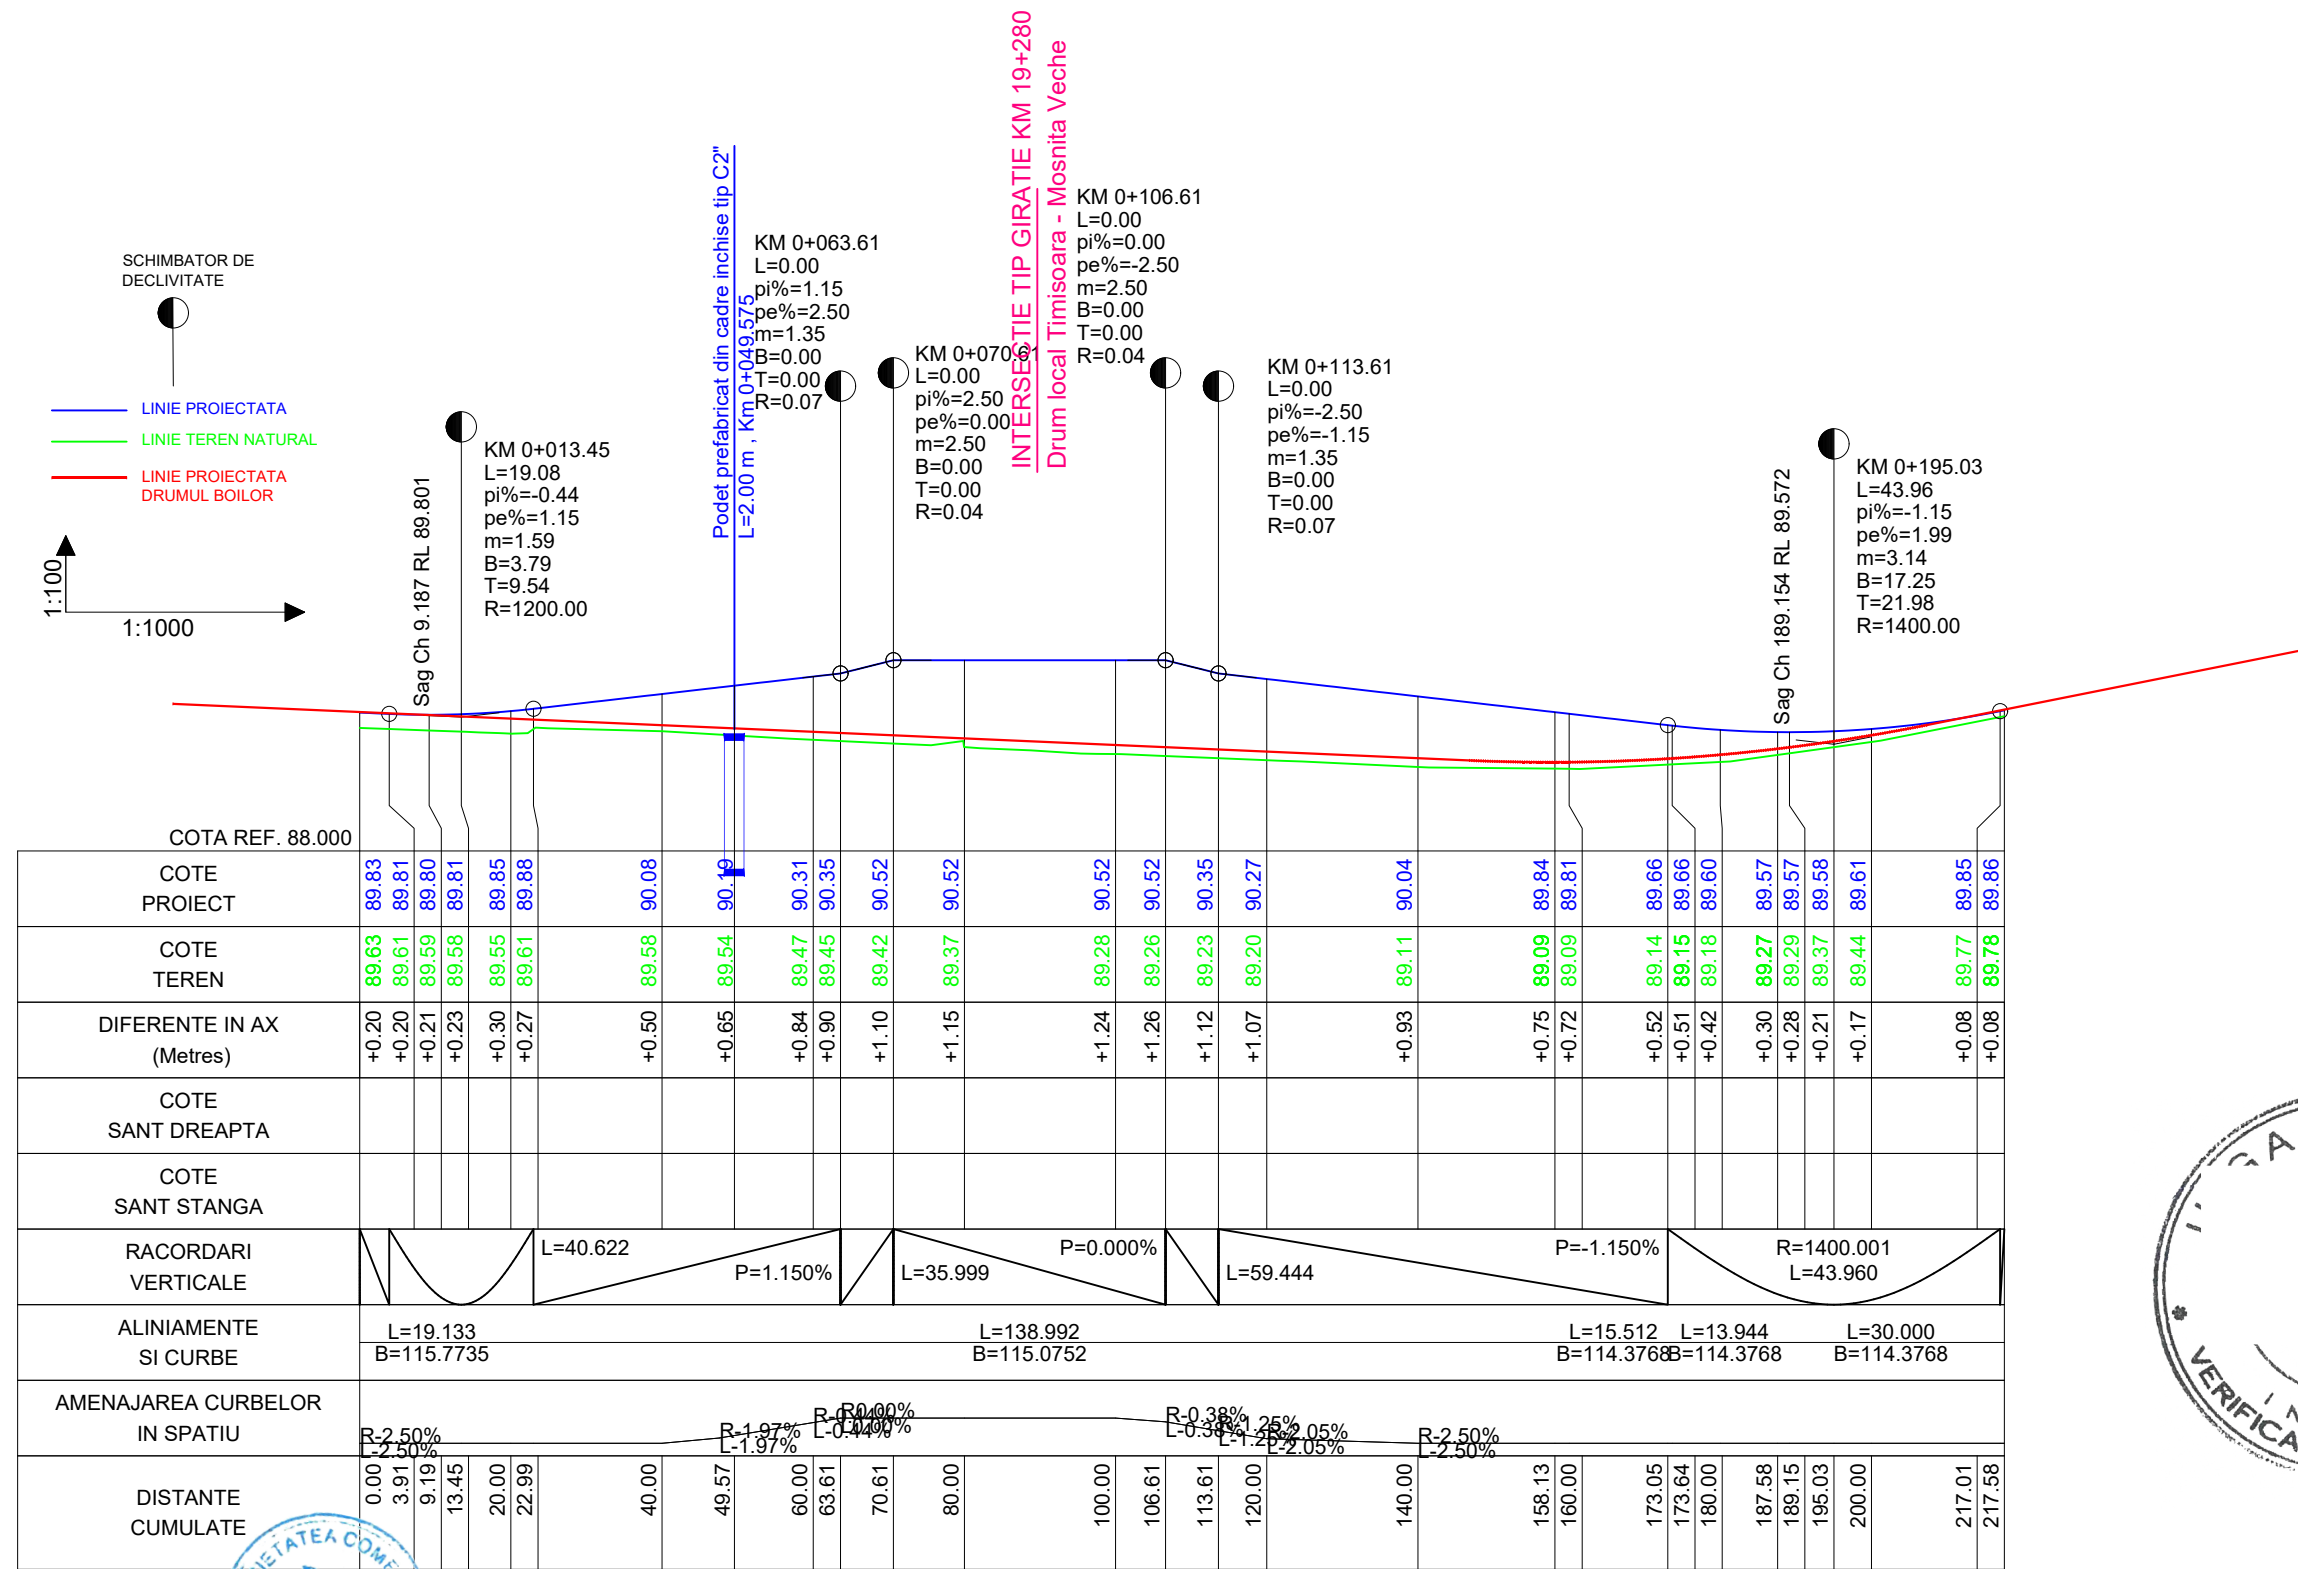 INTERSECTIE TIP GIRATIE KM 19+280
Drum local Timisoara - Mosnita Veche
Podet prefabricat din cadre inchise tip C2"
L=2.00 m , Km 0+049.575
SCHIMBATOR DE
DECLIVITATE
LINIE PROIECTATA
LINIE TEREN NATURAL
LINIE PROIECTATA
DRUMUL BOILOR
1:100
1:1000
Sag Ch 9.187 RL 89.801
KM 0+013.45
L=19.08
pi%=-0.44
pe%=1.15
m=1.59
B=3.79
T=9.54
R=1200.00
KM 0+063.61
L=0.00
pi%=1.15
pe%=2.50
m=1.35
B=0.00
T=0.00
R=0.07
KM 0+070.61
L=0.00
pi%=2.50
pe%=0.00
m=2.50
B=0.00
T=0.00
R=0.04
KM 0+106.61
L=0.00
pi%=0.00
pe%=-2.50
m=2.50
B=0.00
T=0.00
R=0.04
KM 0+113.61
L=0.00
pi%=-2.50
pe%=-1.15
m=1.35
B=0.00
T=0.00
R=0.07
Sag Ch 189.154 RL 89.572
KM 0+195.03
L=43.96
pi%=-1.15
pe%=1.99
m=3.14
B=17.25
T=21.98
R=1400.00
COTA REF. 88.000
COTE
PROIECT
89.83 89.81 89.80 89.81 89.85 89.88 90.08 90.19 90.31 90.35 90.52 90.52 90.52 90.52 90.35 90.27 90.04 89.84 89.81 89.66 89.66 89.60 89.57 89.57 89.58 89.61 89.85 89.86
COTE
TEREN
89.63 89.61 89.59 89.58 89.55 89.61 89.58 89.54 89.47 89.45 89.42 89.37 89.28 89.26 89.23 89.20 89.11 89.09 89.09 89.14 89.15 89.18 89.27 89.29 89.37 89.44 89.77 89.78
DIFERENTE IN AX
(Metres)
+0.20 +0.20 +0.21 +0.23 +0.30 +0.27 +0.50 +0.65 +0.84 +0.90 +1.10 +1.15 +1.24 +1.26 +1.12 +1.07 +0.93 +0.75 +0.72 +0.52 +0.51 +0.42 +0.30 +0.28 +0.21 +0.17 +0.08 +0.08
COTE
SANT DREAPTA
COTE
SANT STANGA
RACORDARI
VERTICALE
L=40.622 P=1.150% L=35.999 P=0.000% L=59.444 P=-1.150% R=1400.001
L=43.960
ALINIAMENTE
SI CURBE
L=19.133 L=138.992 L=15.512 L=13.944 L=30.000
B=115.7735 B=115.0752 B=114.3768 B=114.3768 B=114.3768
AMENAJAREA CURBELOR
IN SPATIU
R-2.50% R-1.97% R-0.44% R0.00% R-0.38% R-1.25% R-2.05% R-2.50%
L-2.50% L-1.97% L-0.44% L0.00% L-0.38% L-1.25% L-2.05% L-2.50%
DISTANTE
CUMULATE
0.00 3.91 9.19 13.45 20.00 22.99 40.00 49.57 60.00 63.61 70.61 80.00 100.00 106.61 113.61 120.00 140.00 158.13 160.00 173.05 173.64 180.00 187.58 189.15 195.03 200.00 217.01 217.58